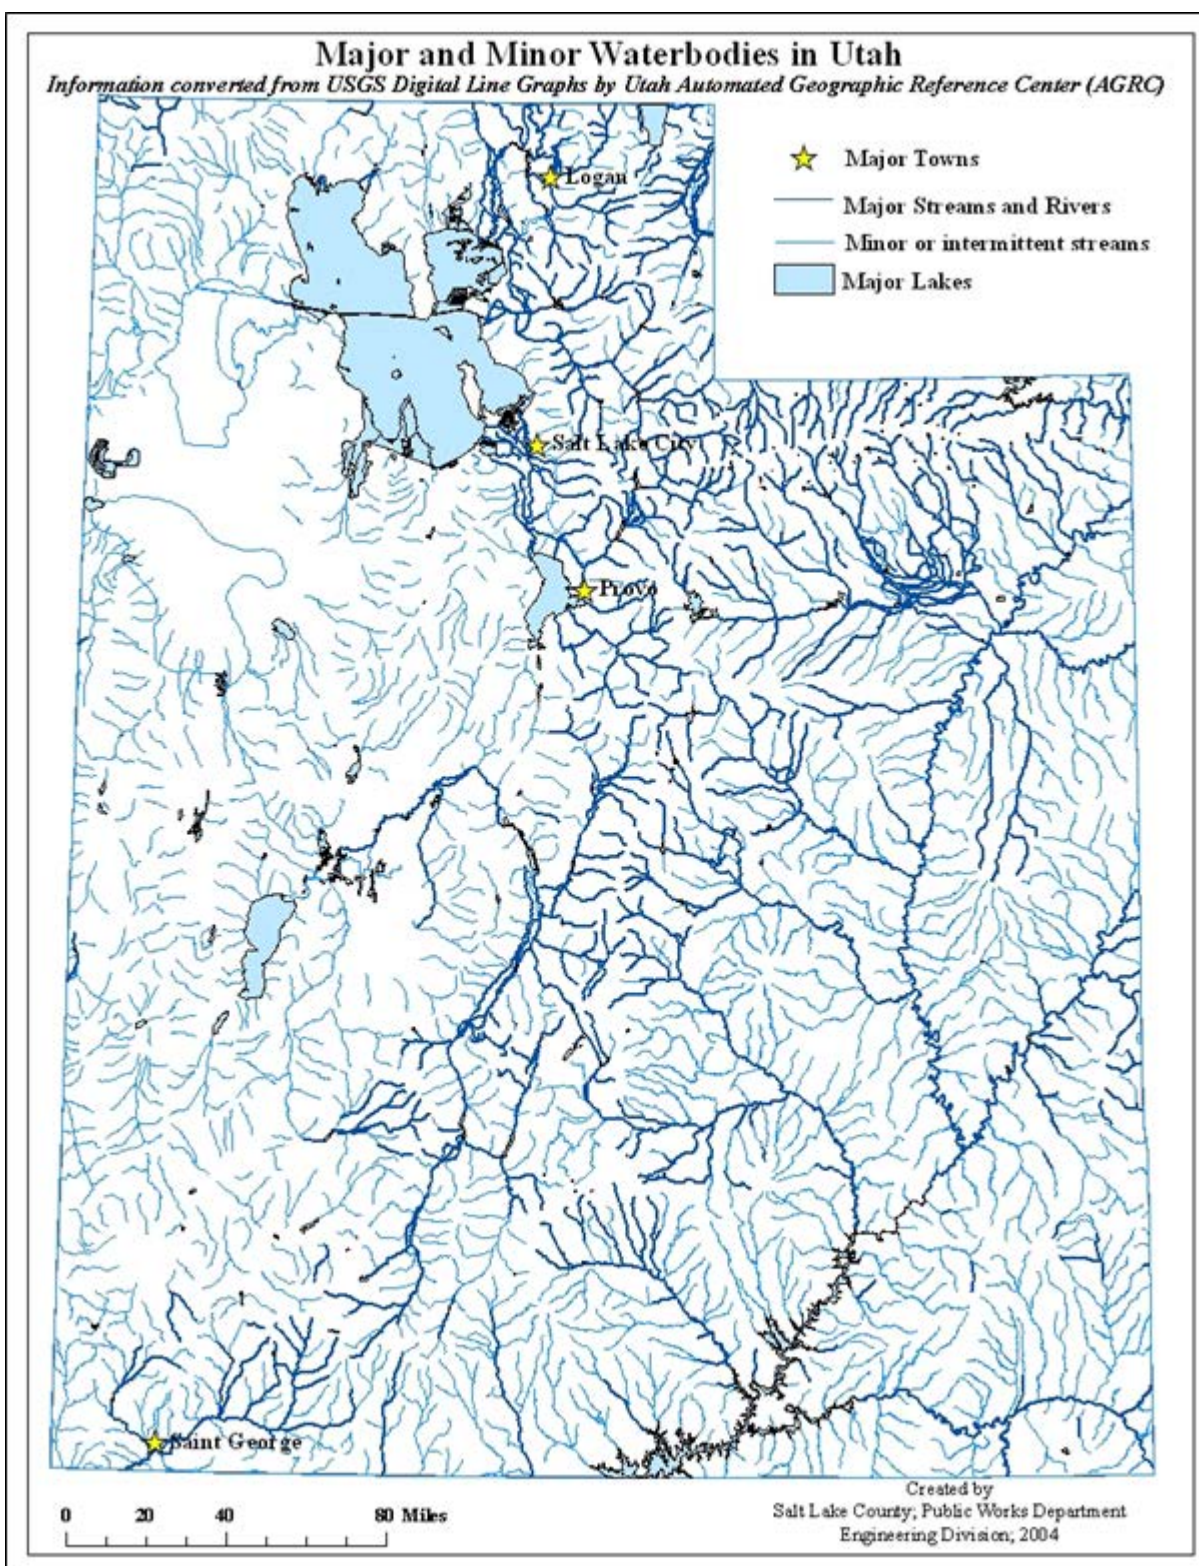 Major and Minor Waterbodies in Utah
Information converted from USGS Digital Line Graphs by Utah Automated Geographic Reference Center (AGRC)
Major Towns
Major Streams and Rivers
Minor or intermittent streams
Major Lakes
Logan
Salt Lake City
Provo
Saint George
0 20 40 80 Miles
Created by
Salt Lake County; Public Works Department
Engineering Division; 2004